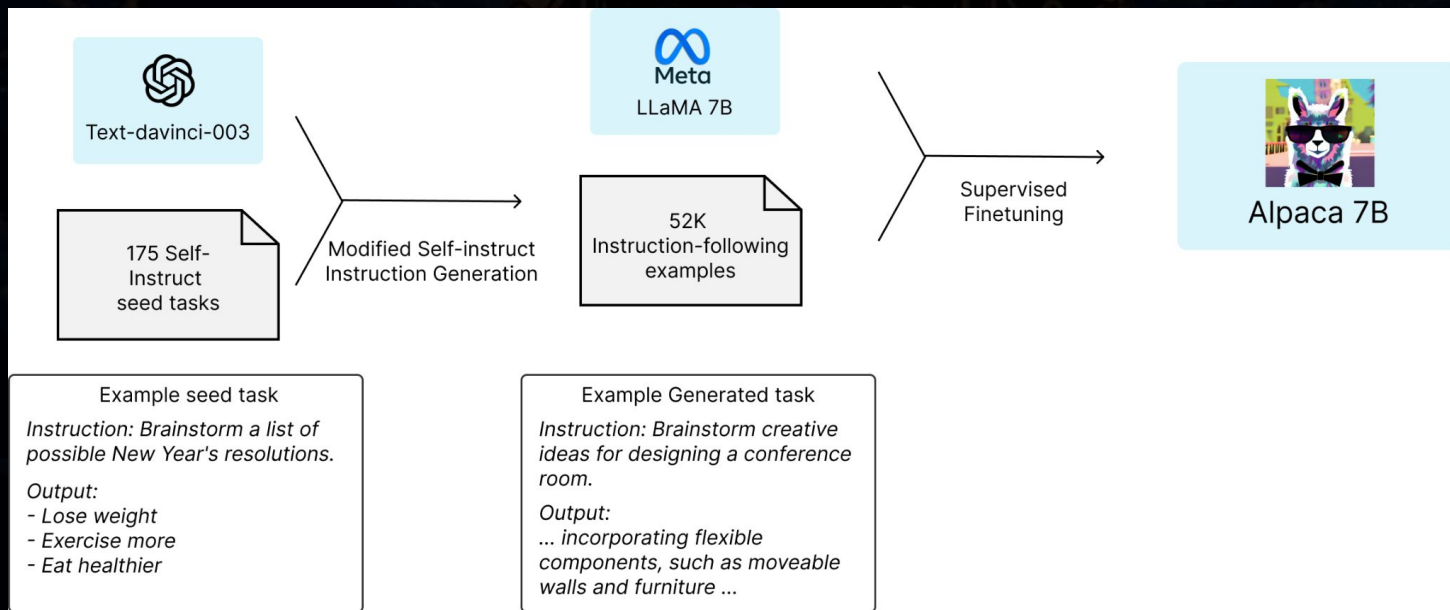 Text-davinci-003
175 Self-
Instruct
seed tasks
Modified Self-instruct
Instruction Generation
Meta
LLaMA 7B
52K
Instruction-following
examples
Supervised
Finetuning
Alpaca 7B
Example seed task
Instruction: Brainstorm a list of
possible New Year's resolutions.
Output:
- Lose weight
- Exercise more
- Eat healthier
Example Generated task
Instruction: Brainstorm creative
ideas for designing a conference
room.
Output:
... incorporating flexible
components, such as moveable
walls and furniture ...